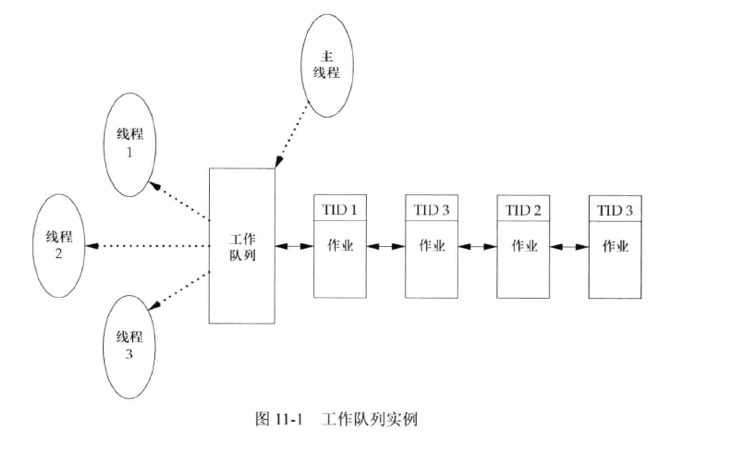 主
线程
线程
1
线程
2
线程
3
工作
队列
TID 1
作业
TID 3
作业
TID 2
作业
TID 3
作业
图 11-1 工作队列实例